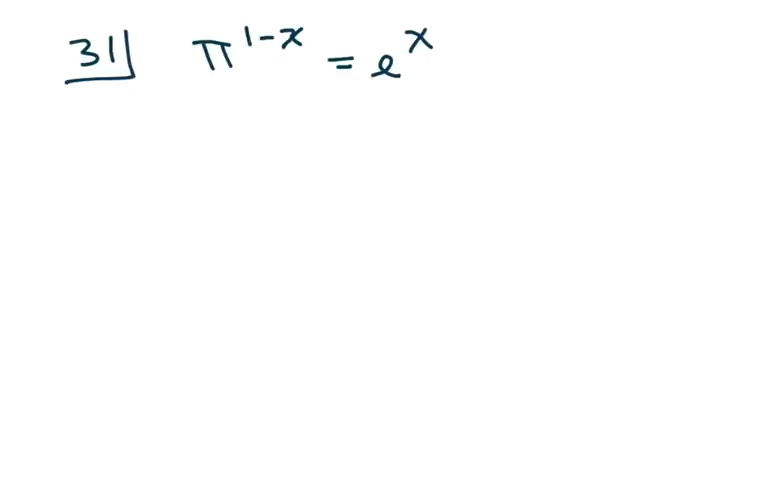 31 π^{1-x} = e^x